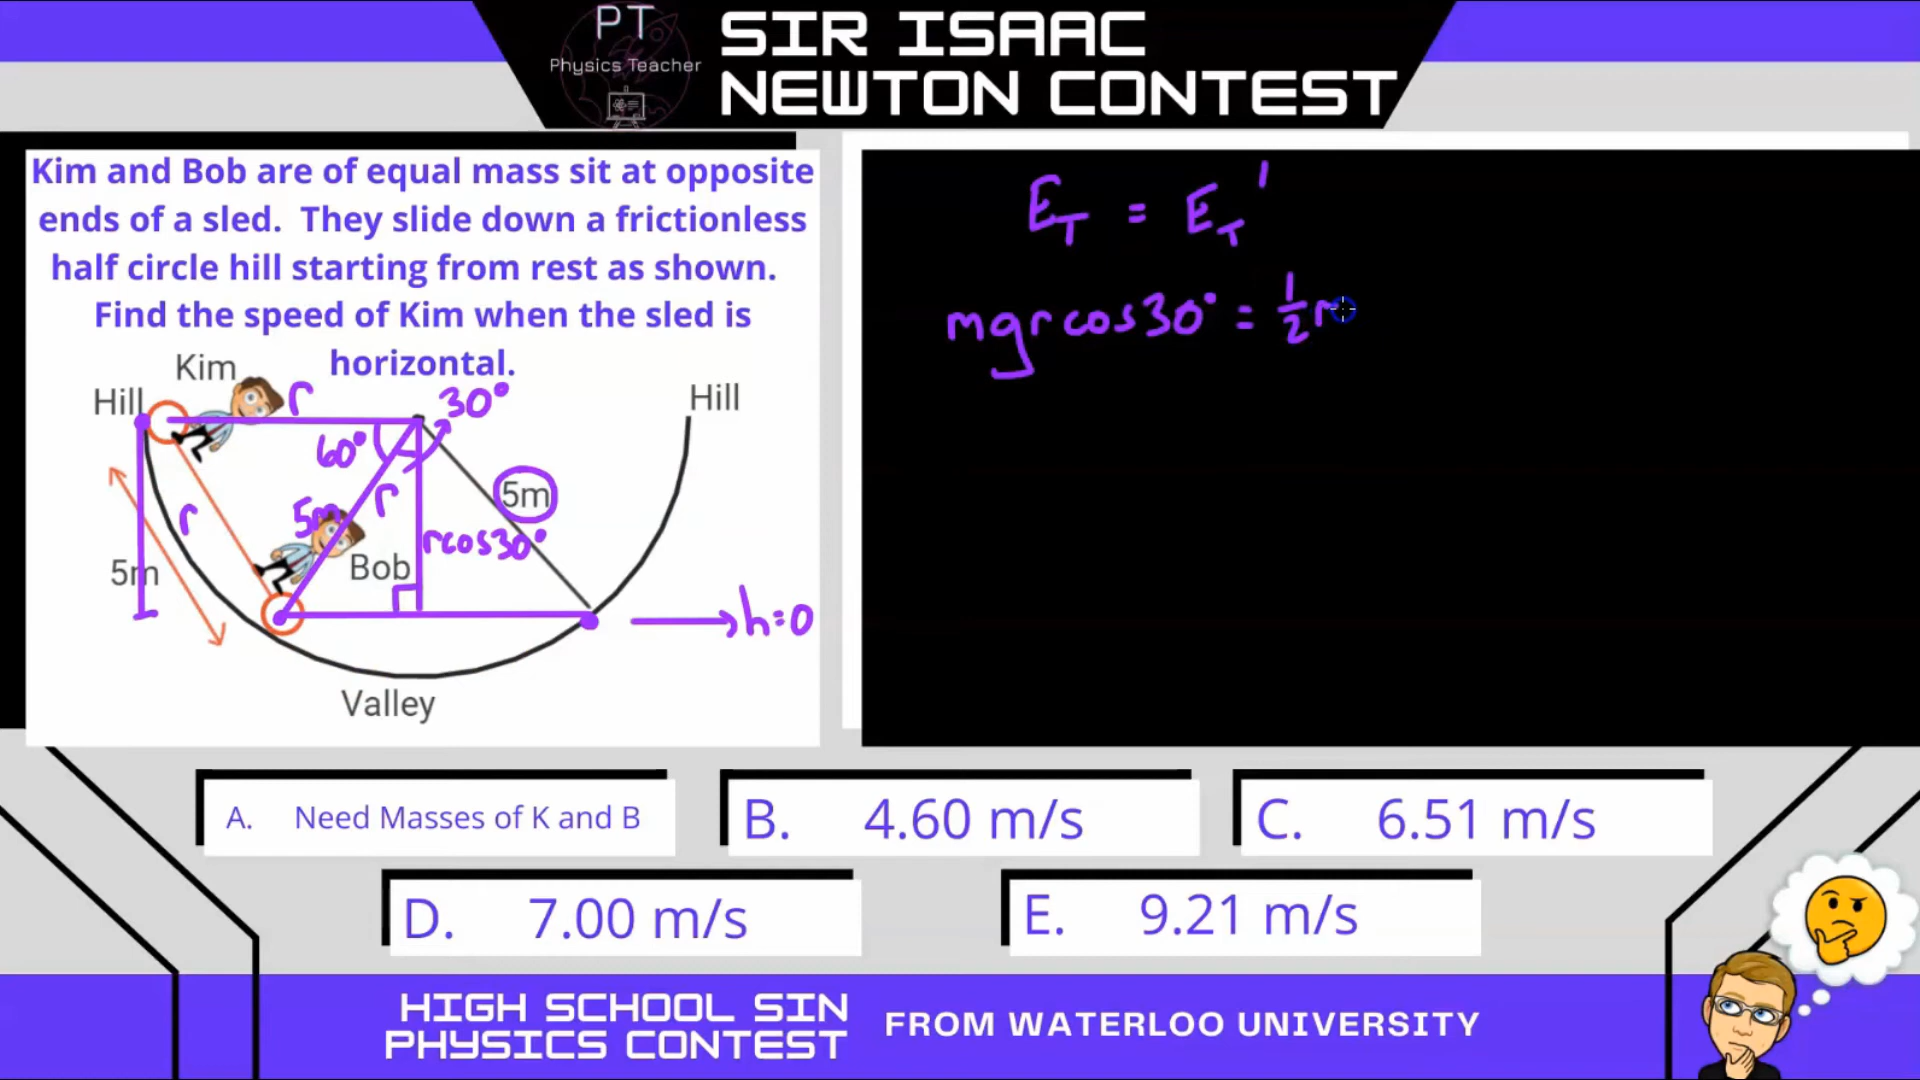 PT
Physics Teacher
SIR ISAAC
NEWTON CONTEST
Kim and Bob are of equal mass sit at opposite
ends of a sled. They slide down a frictionless
half circle hill starting from rest as shown.
Find the speed of Kim when the sled is
horizontal.
Kim
Hill
r
30°
Hill
60°
5m
r
r
5m
rcos30°
Bob
5m
h=0
Valley
E_T = E_T'
mgrcos30° = 1/2 m
A. Need Masses of K and B
B. 4.60 m/s
C. 6.51 m/s
D. 7.00 m/s
E. 9.21 m/s
HIGH SCHOOL SIN
PHYSICS CONTEST
FROM WATERLOO UNIVERSITY